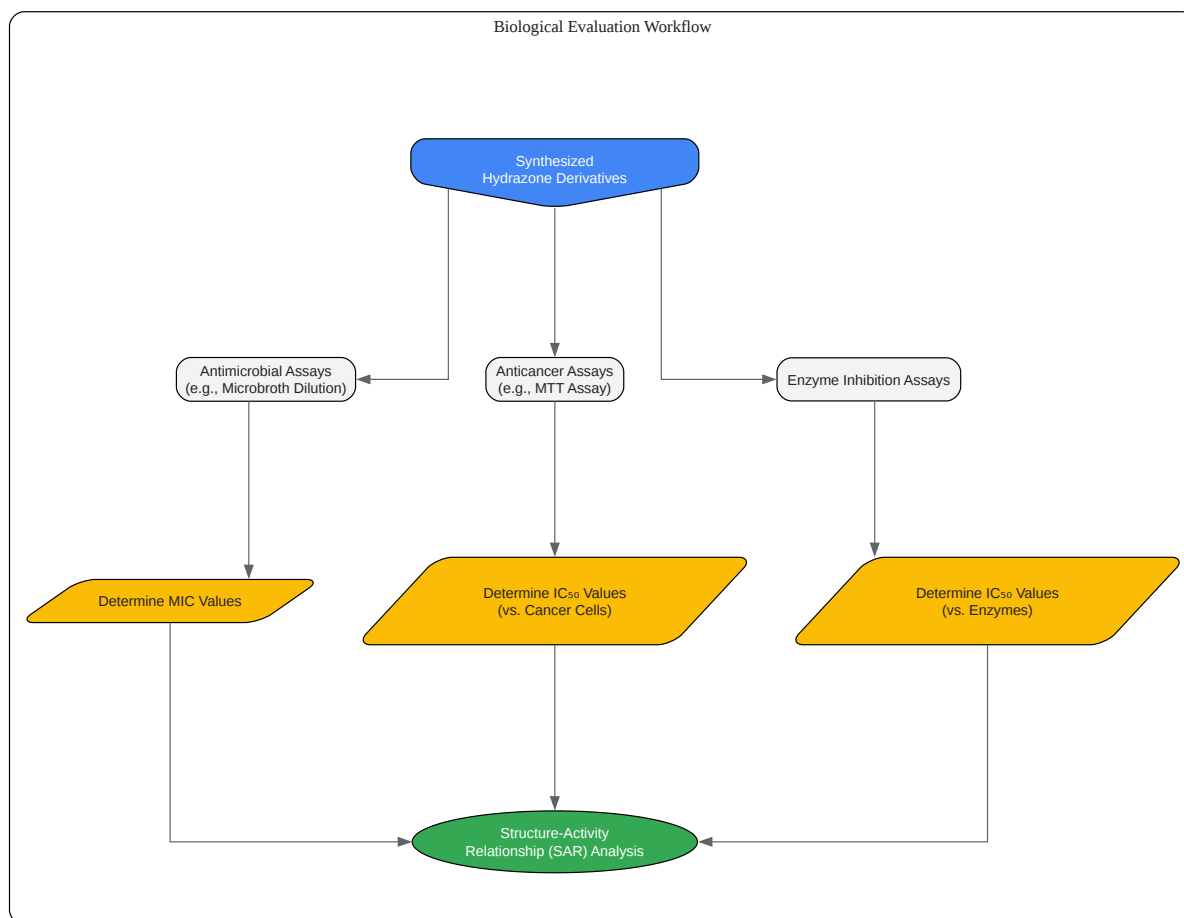 Biological Evaluation Workflow
Synthesized
Hydrazone Derivatives
Antimicrobial Assays
(e.g., Microbroth Dilution)
Anticancer Assays
(e.g., MTT Assay)
Enzyme Inhibition Assays
Determine MIC Values
Determine IC₅₀ Values
(vs. Cancer Cells)
Determine IC₅₀ Values
(vs. Enzymes)
Structure-Activity
Relationship (SAR) Analysis